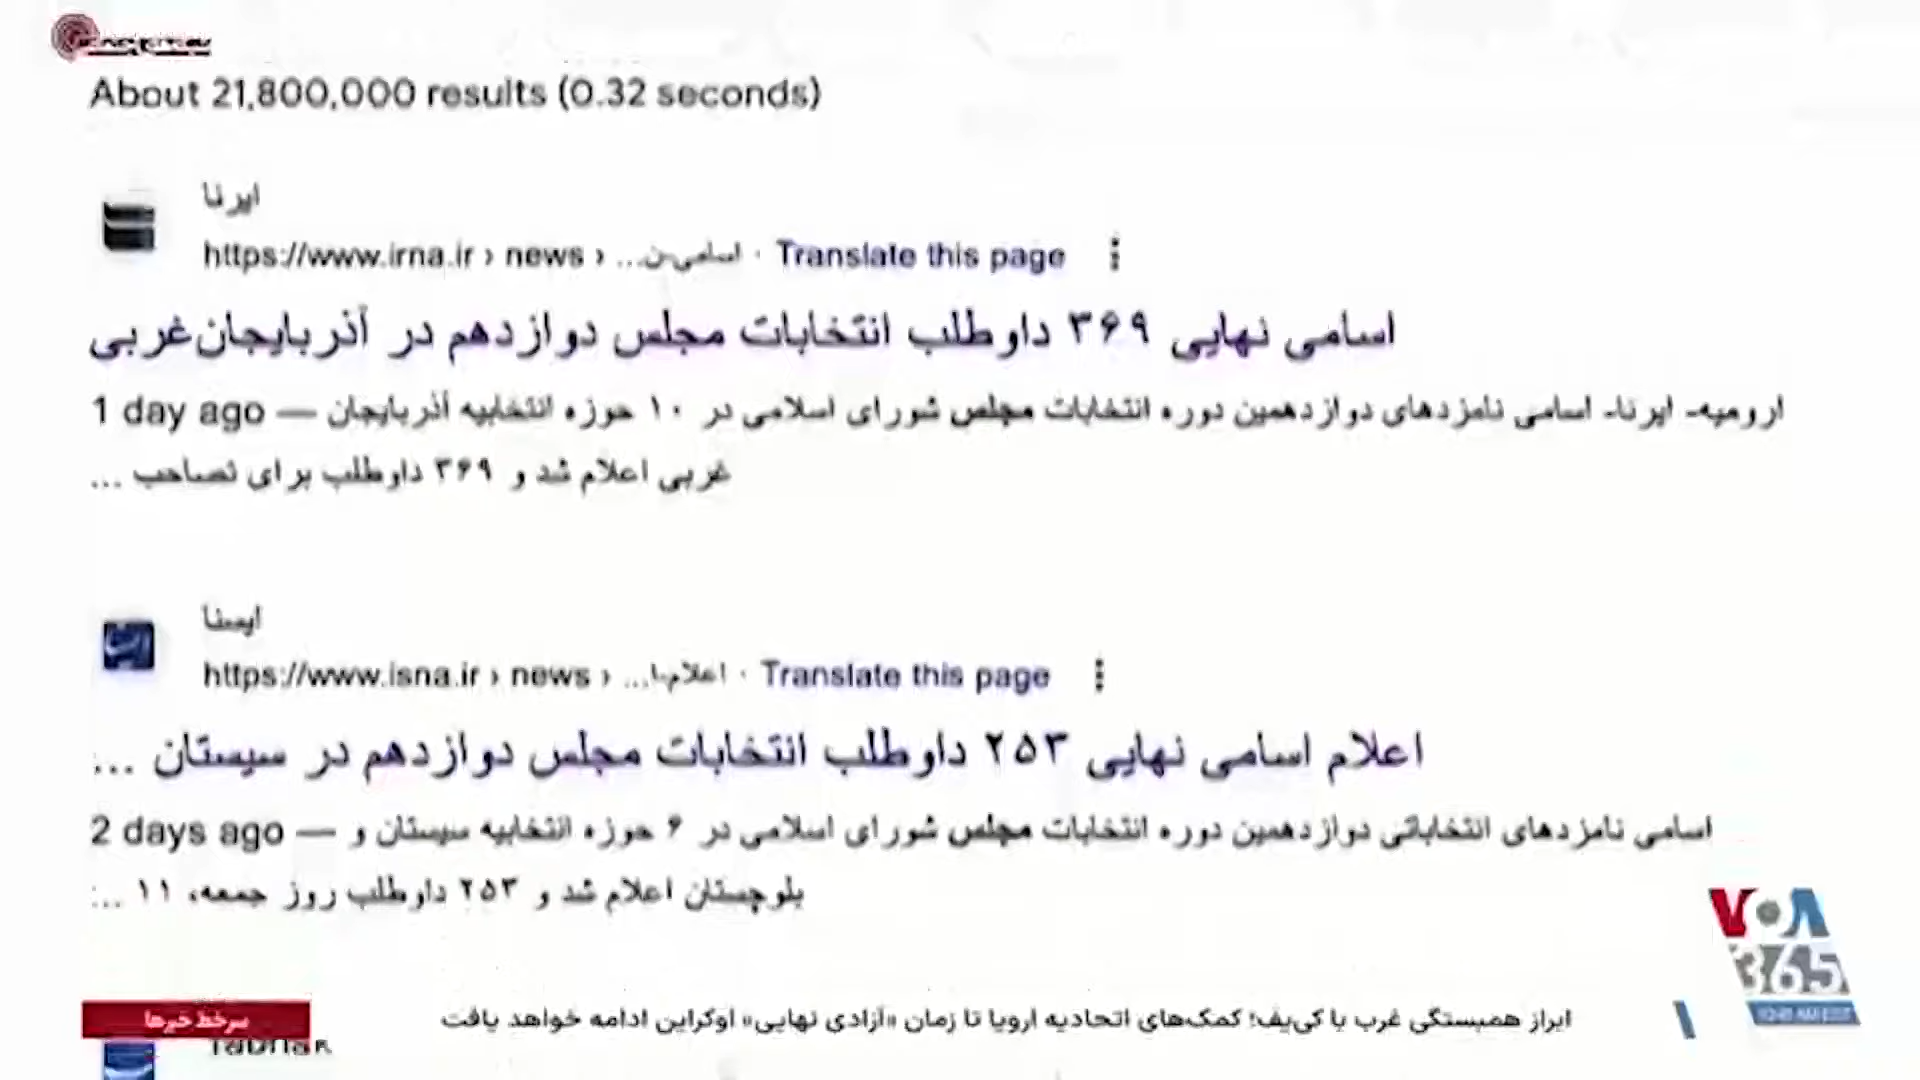 About 21,800,000 results (0.32 seconds)
ایرنا
https://www.irna.ir › news › ...اسامی-ن · Translate this page
اسامی نهایی ۳۶۹ داوطلب انتخابات مجلس دوازدهم در آذربایجان‌غربی
1 day ago — ارومیه- ایرنا- اسامی نامزدهای دوازدهمین دوره انتخابات مجلس شورای اسلامی در ۱۰ حوزه انتخابیه آذربایجان
غربی اعلام شد و ۳۶۹ داوطلب برای تصاحب ...
ایسنا
https://www.isna.ir › news › ...اعلام-ا · Translate this page
اعلام اسامی نهایی ۲۵۳ داوطلب انتخابات مجلس دوازدهم در سیستان ...
2 days ago — اسامی نامزدهای انتخاباتی دوازدهمین دوره انتخابات مجلس شورای اسلامی در ۶ حوزه انتخابیه سیستان و
بلوچستان اعلام شد و ۲۵۳ داوطلب روز جمعه، ۱۱ ...
VOA
365
سرخط خبرها
ابراز همبستگی غرب با کی‌یف؛ کمک‌های اتحادیه اروپا تا زمان «آزادی نهایی» اوکراین ادامه خواهد یافت
Tabnak